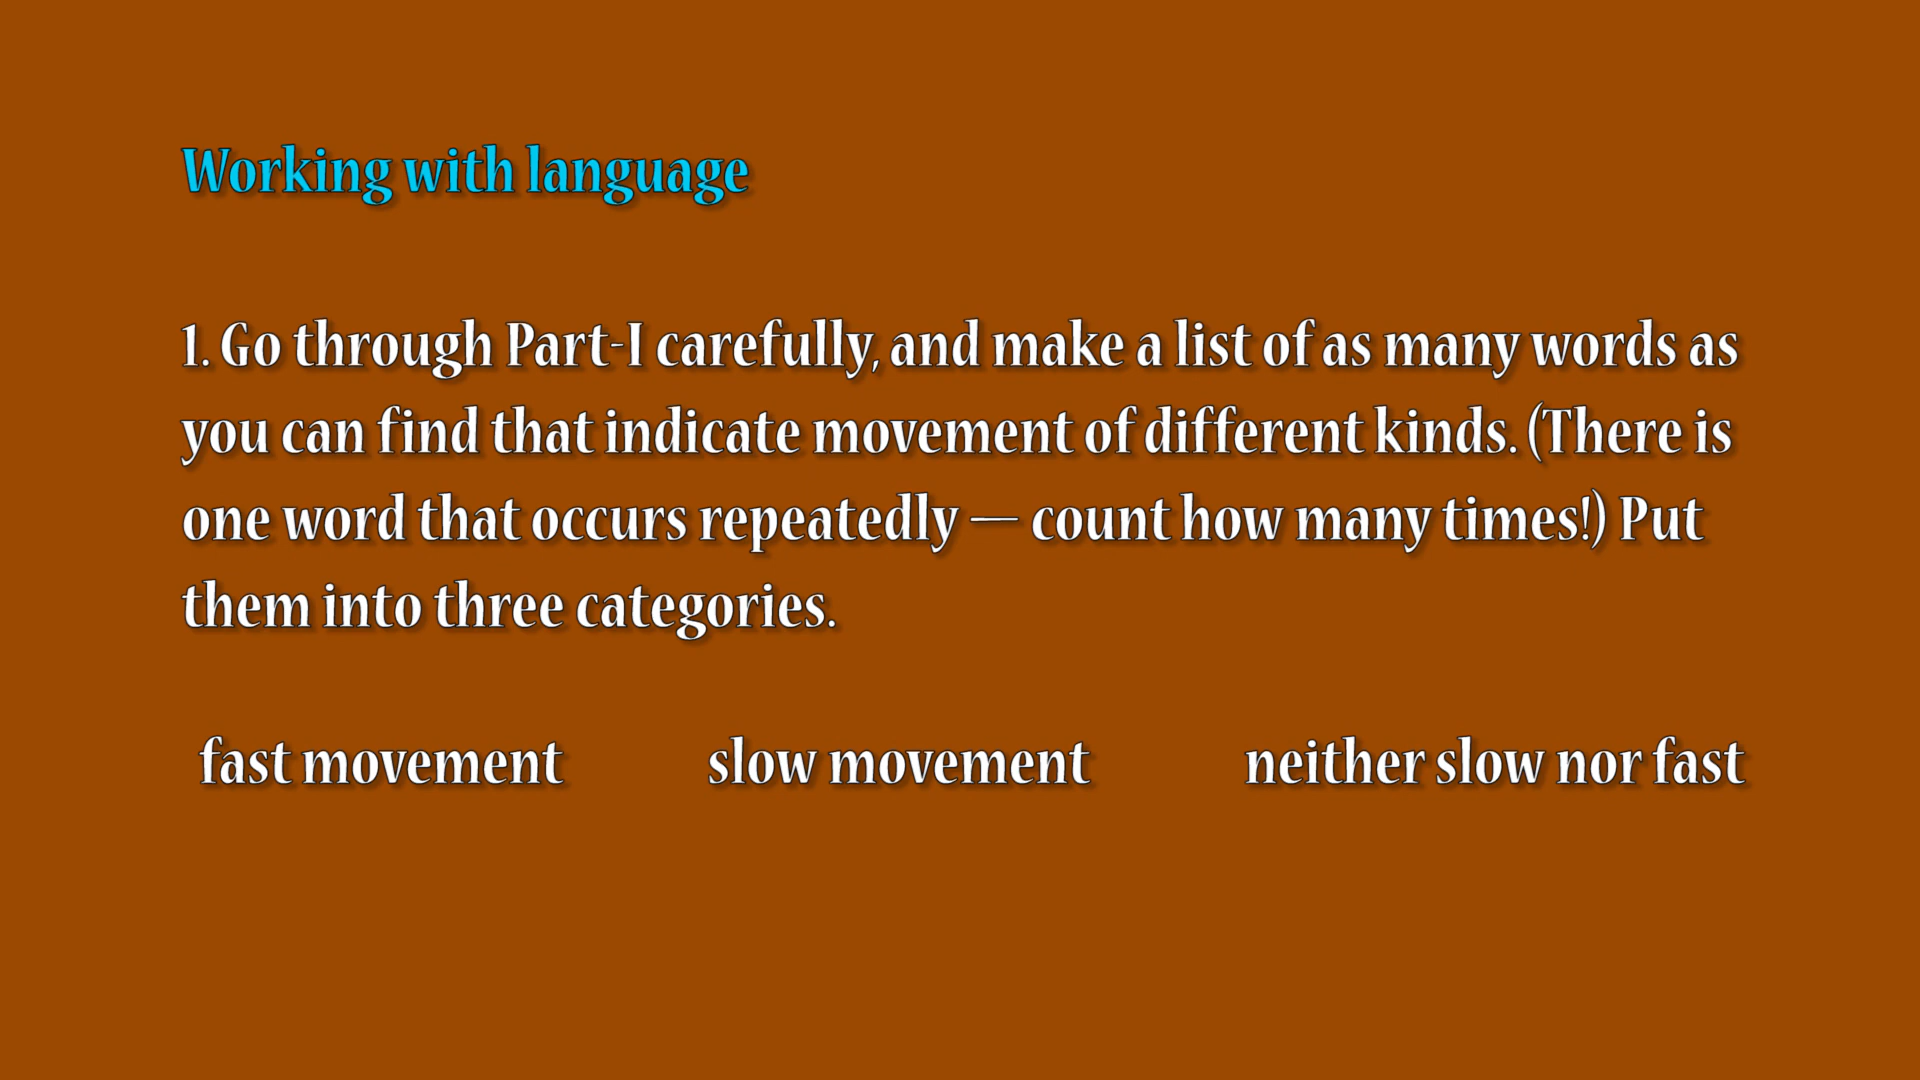 Working with language
1. Go through Part-I carefully, and make a list of as many words as
you can find that indicate movement of different kinds. (There is
one word that occurs repeatedly — count how many times!) Put
them into three categories.
fast movement slow movement neither slow nor fast